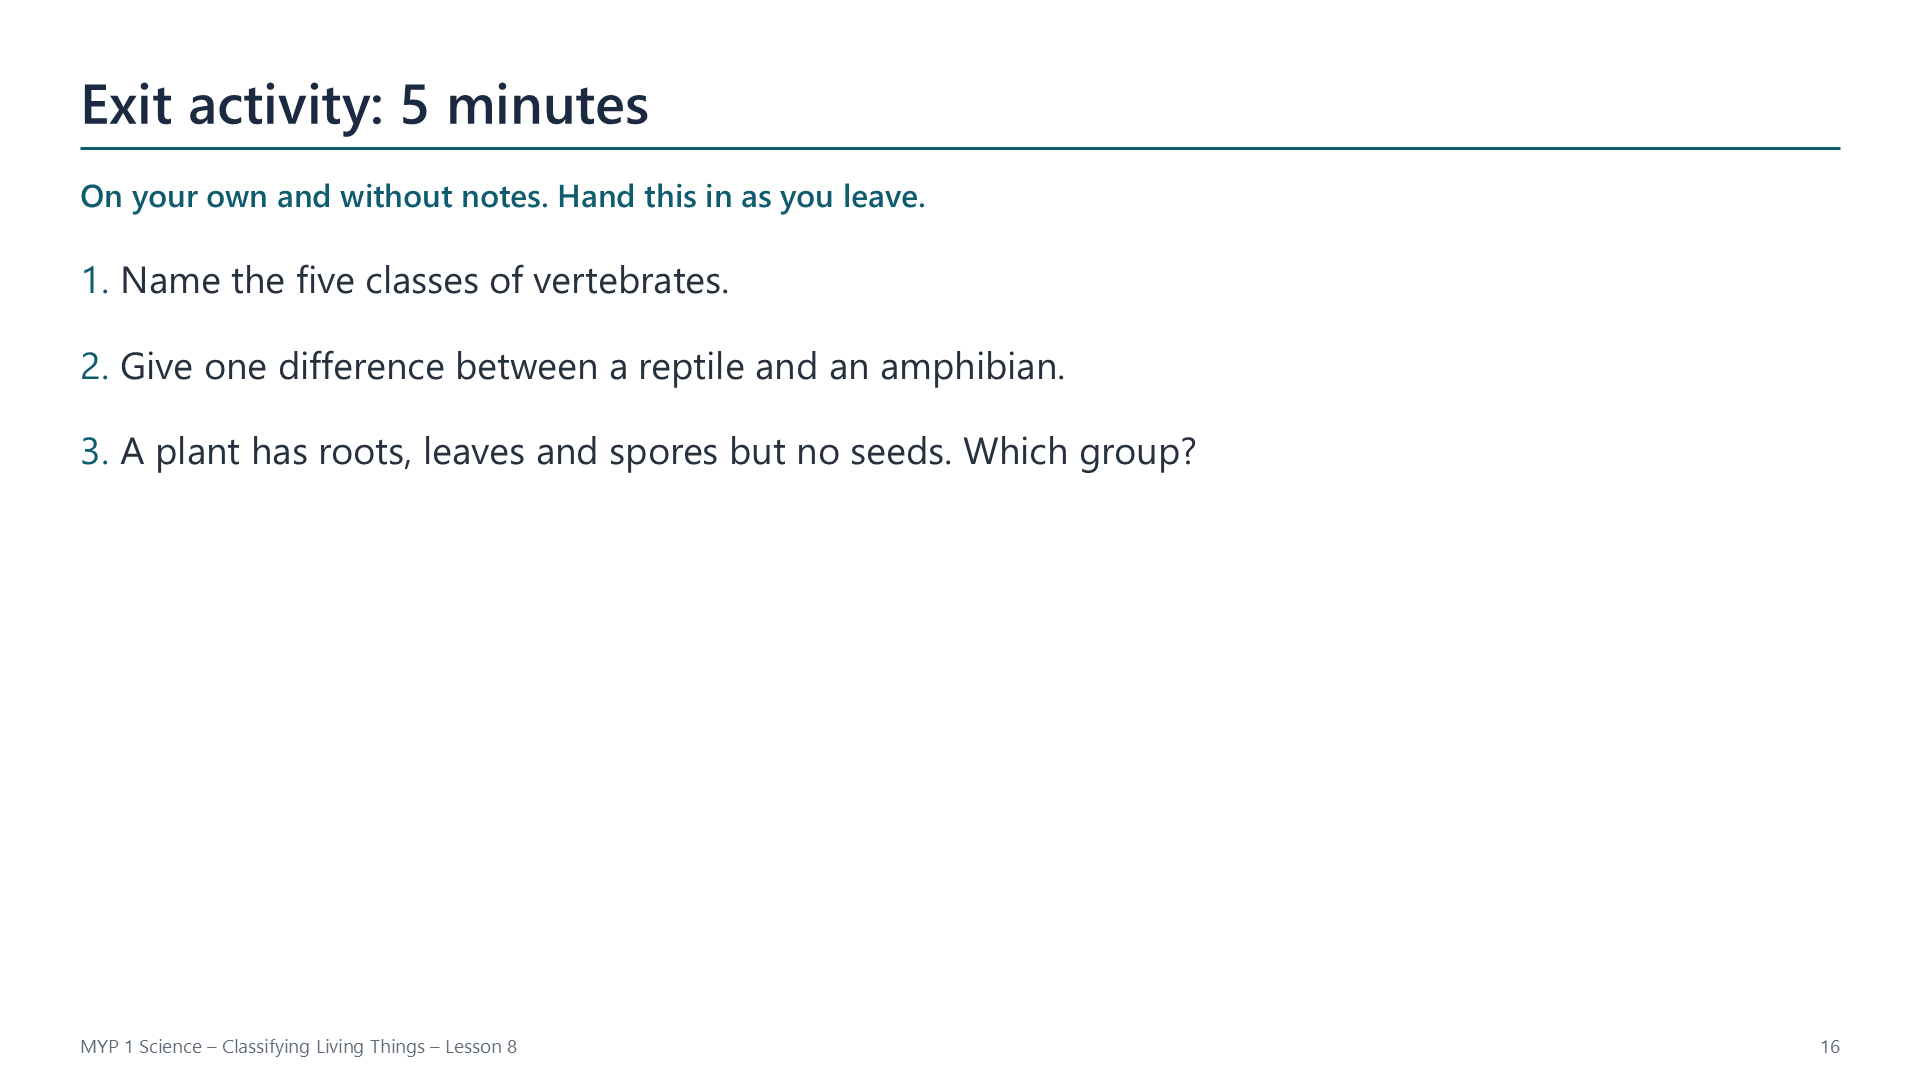 Exit activity: 5 minutes
On your own and without notes. Hand this in as you leave.
1. Name the five classes of vertebrates.
2. Give one difference between a reptile and an amphibian.
3. A plant has roots, leaves and spores but no seeds. Which group?
MYP 1 Science – Classifying Living Things – Lesson 8
16